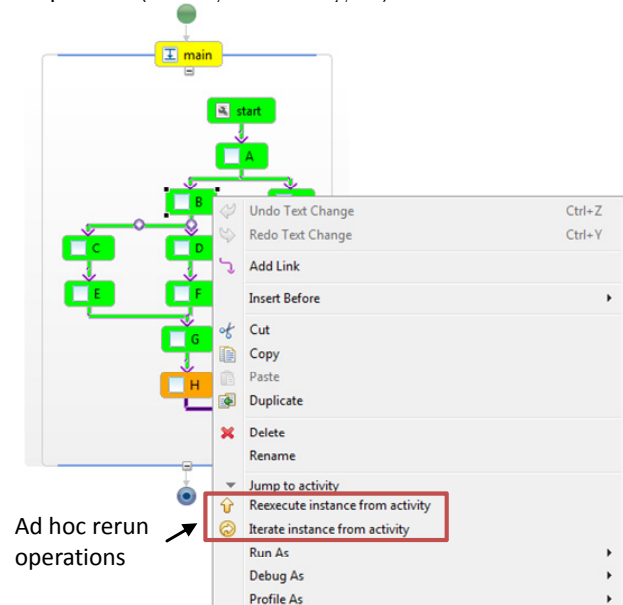 main
start
A
B
C
D
E
F
G
H
Undo Text Change Ctrl+Z
Redo Text Change Ctrl+Y
Add Link
Insert Before
Cut
Copy
Paste
Duplicate
Delete
Rename
Jump to activity
Reexecute instance from activity
Iterate instance from activity
Run As
Debug As
Profile As
Ad hoc rerun
operations